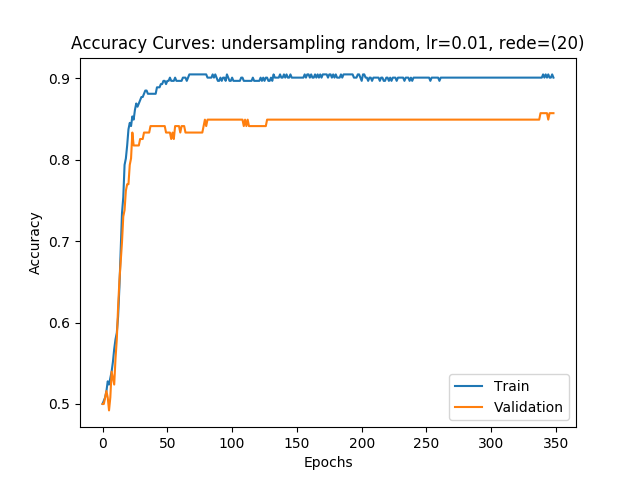 Accuracy Curves: undersampling random, lr=0.01, rede=(20)
0.9
0.8
0.7
0.6
0.5
Accuracy
0
50
100
150
200
250
300
350
Epochs
Train
Validation